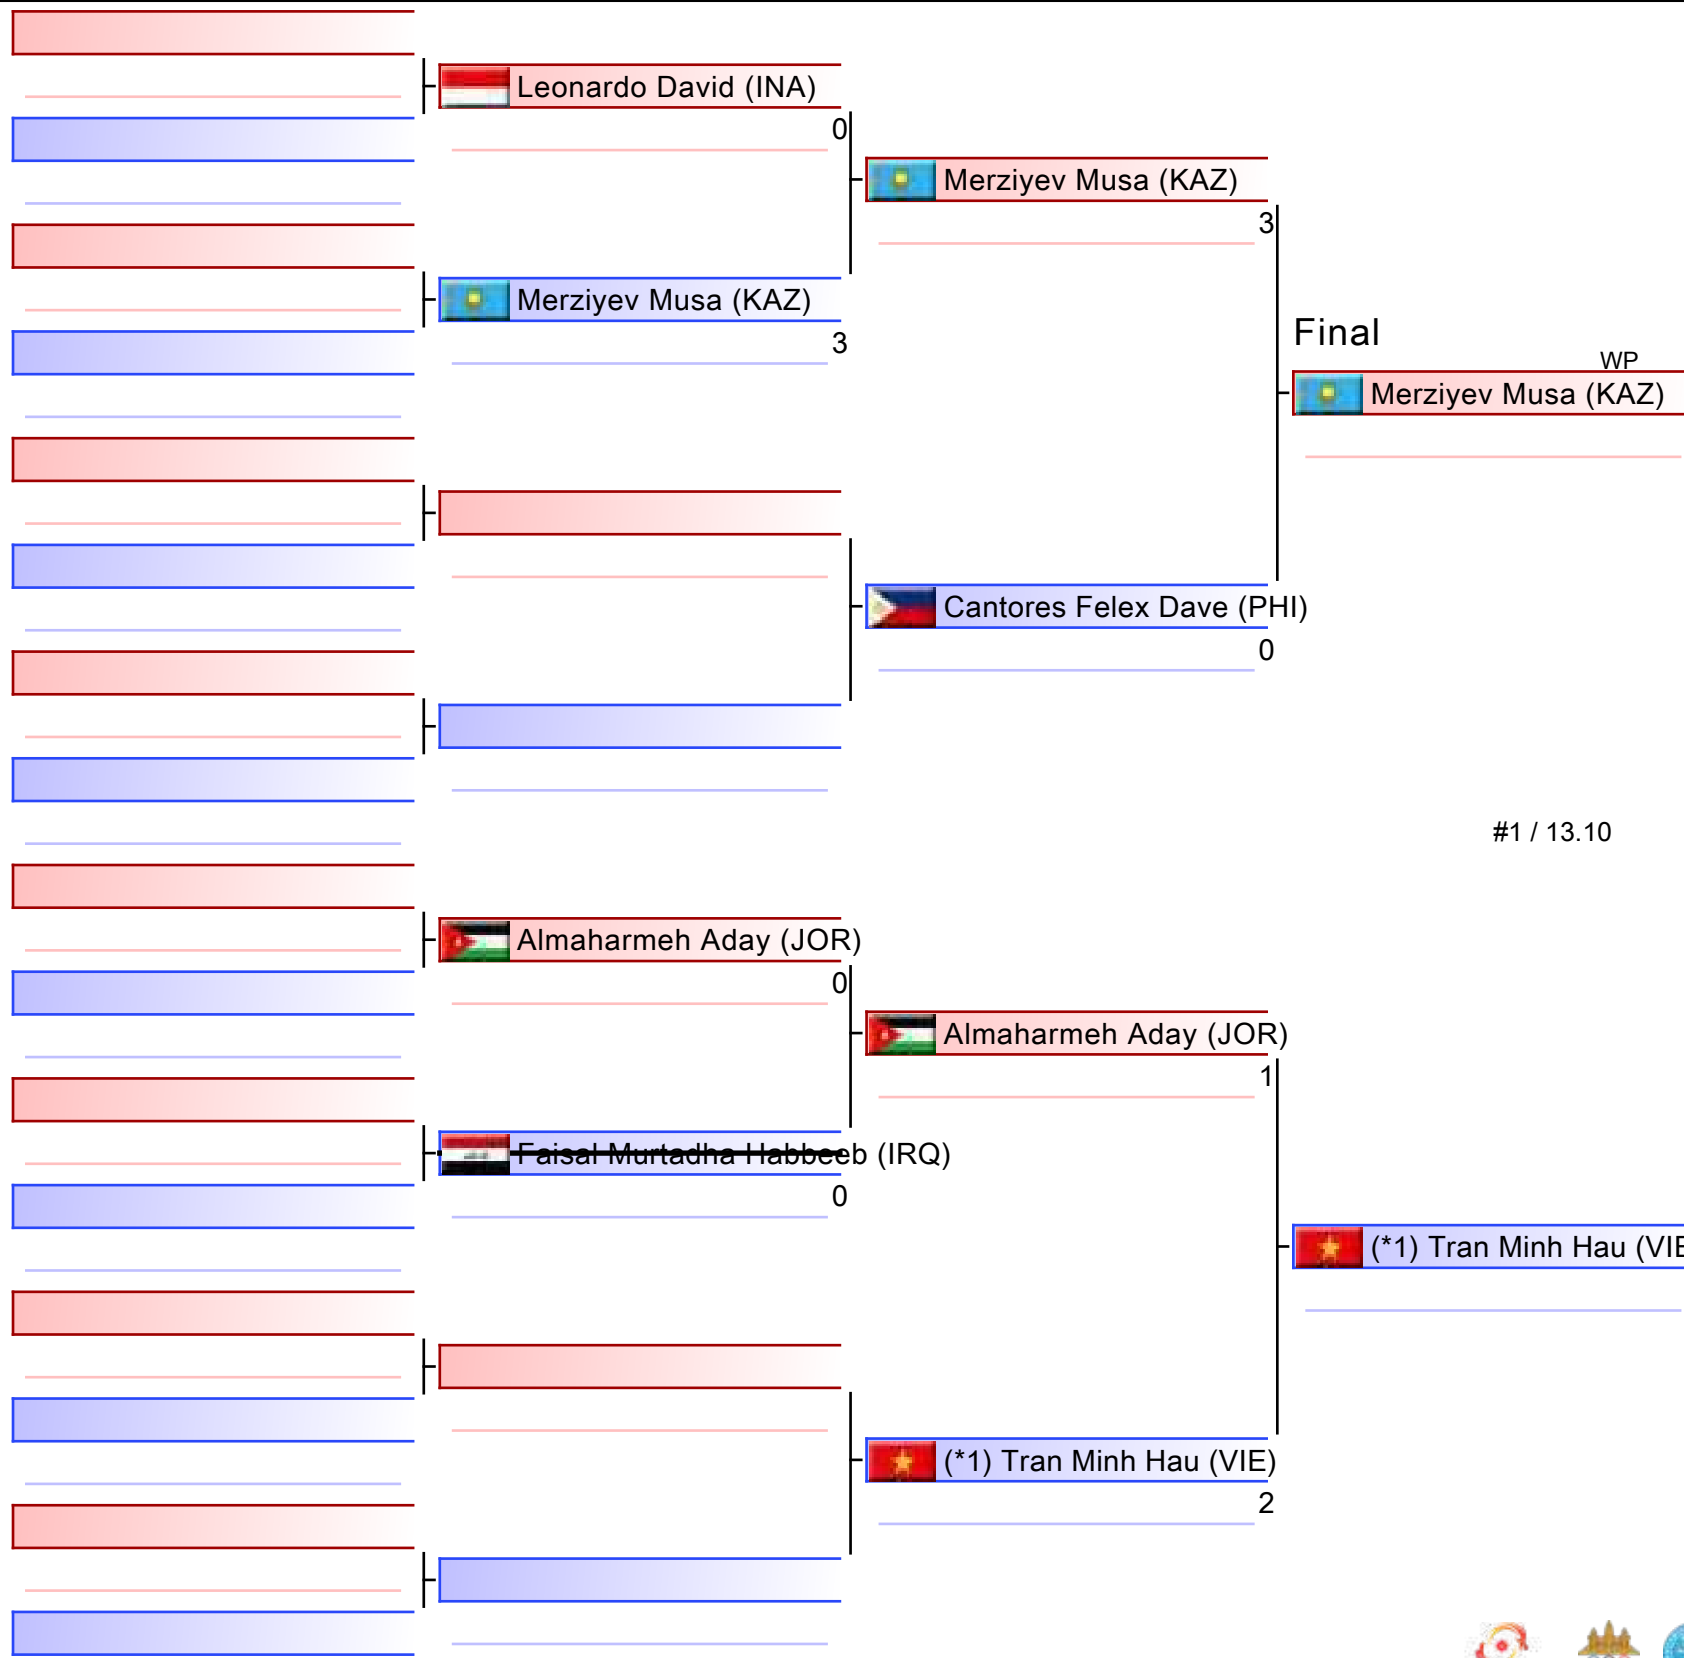 Leonardo David (INA)
0
Merziyev Musa (KAZ)
3
Merziyev Musa (KAZ)
3
Final
WP
Merziyev Musa (KAZ)
Cantores Felex Dave (PHI)
0
#1 / 13.10
Almaharmeh Aday (JOR)
0
Almaharmeh Aday (JOR)
1
Faisal Murtadha Habbeeb (IRQ)
0
(*1) Tran Minh Hau (VIE
(*1) Tran Minh Hau (VIE)
2